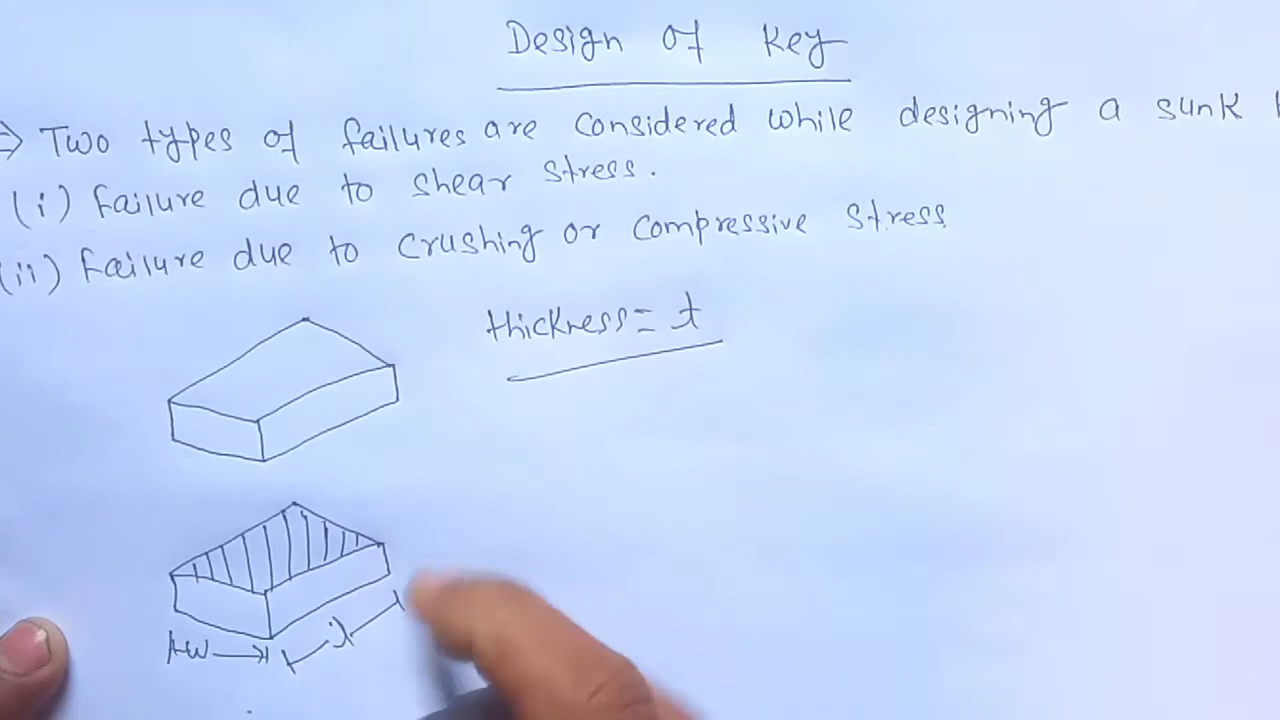 Design of Key
⇒ Two types of failures are considered while designing a sunk
(i) Failure due to shear stress.
(ii) Failure due to crushing or compressive stress
thickness = t
w
l